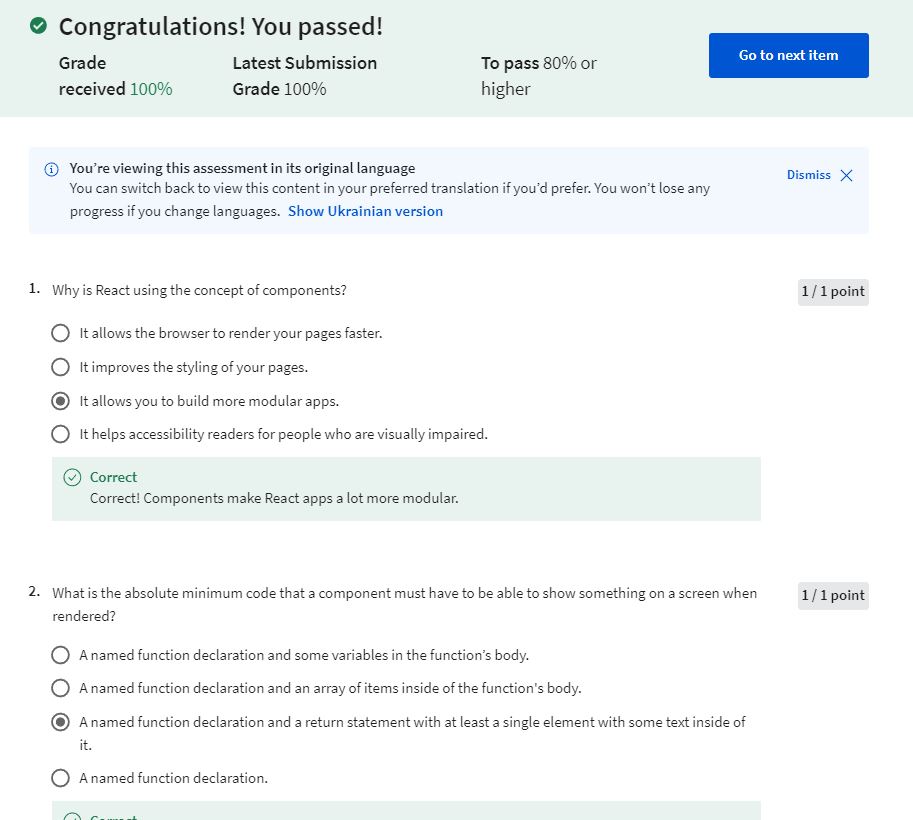 Congratulations! You passed!
Grade received 100%
Latest Submission Grade 100%
To pass 80% or higher
Go to next item
You're viewing this assessment in its original language
Dismiss
You can switch back to view this content in your preferred translation if you'd prefer. You won't lose any
progress if you change languages. Show Ukrainian version
1. Why is React using the concept of components?
1 / 1 point
It allows the browser to render your pages faster.
It improves the styling of your pages.
It allows you to build more modular apps.
It helps accessibility readers for people who are visually impaired.
Correct
Correct! Components make React apps a lot more modular.
2. What is the absolute minimum code that a component must have to be able to show something on a screen when
rendered?
1 / 1 point
A named function declaration and some variables in the function's body.
A named function declaration and an array of items inside of the function's body.
A named function declaration and a return statement with at least a single element with some text inside of
it.
A named function declaration.
Correct